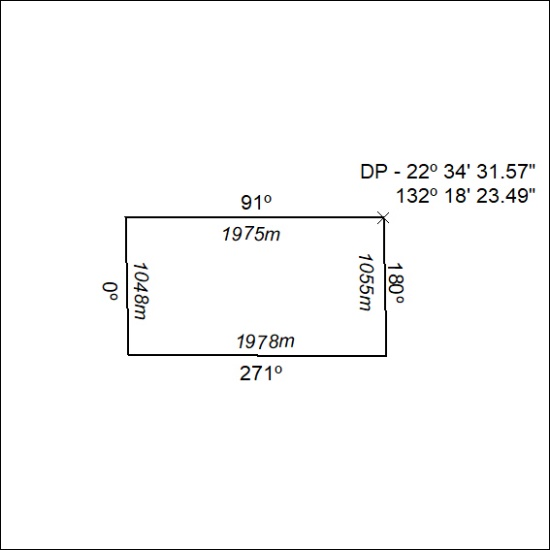 DP - 22º 34' 31.57"
132º 18' 23.49"
91º
1975m
0º
1048m
1055m
180º
1978m
271º